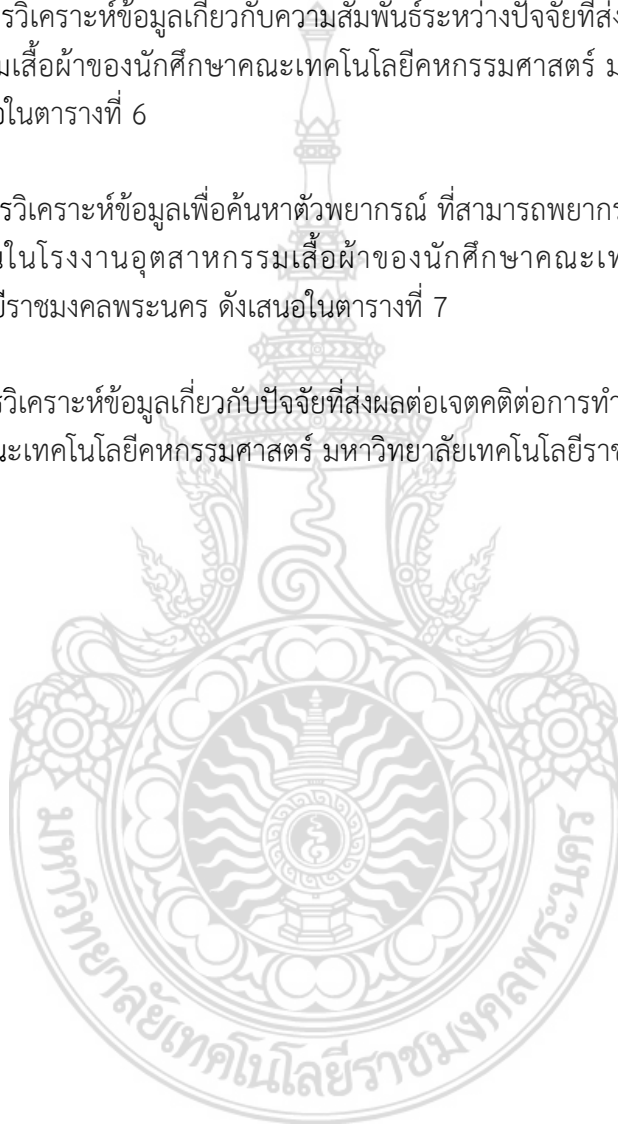 รวิเคราะห์ข้อมูลเกี่ยวกับความสัมพันธ์ระหว่างปัจจัยที่ส่ง
มเสื้อผ้าของนักศึกษาคณะเทคโนโลยีคหกรรมศาสตร์ ม
อในตารางที่ 6
รวิเคราะห์ข้อมูลเพื่อค้นหาตัวพยากรณ์ ที่สามารถพยากร
นในโรงงานอุตสาหกรรมเสื้อผ้าของนักศึกษาคณะเท
ยีราชมงคลพระนคร ดังเสนอในตารางที่ 7
รวิเคราะห์ข้อมูลเกี่ยวกับปัจจัยที่ส่งผลต่อเจตคติต่อการทำ
ณะเทคโนโลยีคหกรรมศาสตร์ มหาวิทยาลัยเทคโนโลยีราช
มหาวิทยาลัยเทคโนโลยีราชมงคลพระนคร